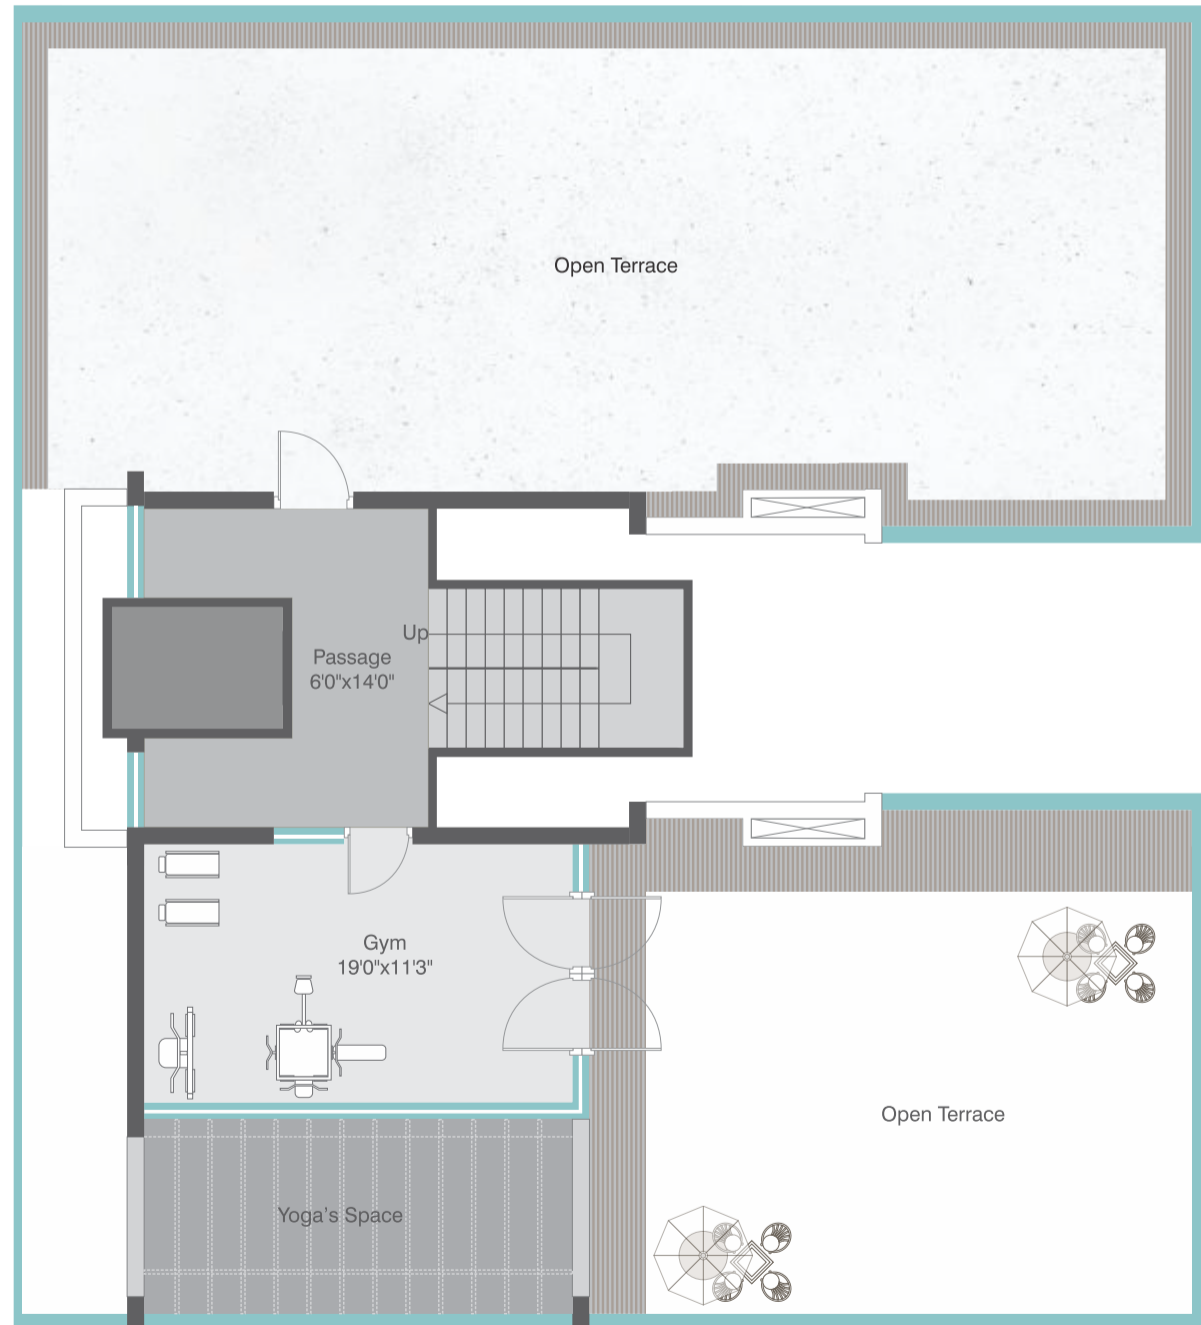 Open Terrace
Up
Passage
6'0"x14'0"
Gym
19'0"x11'3"
Open Terrace
Yoga's Space